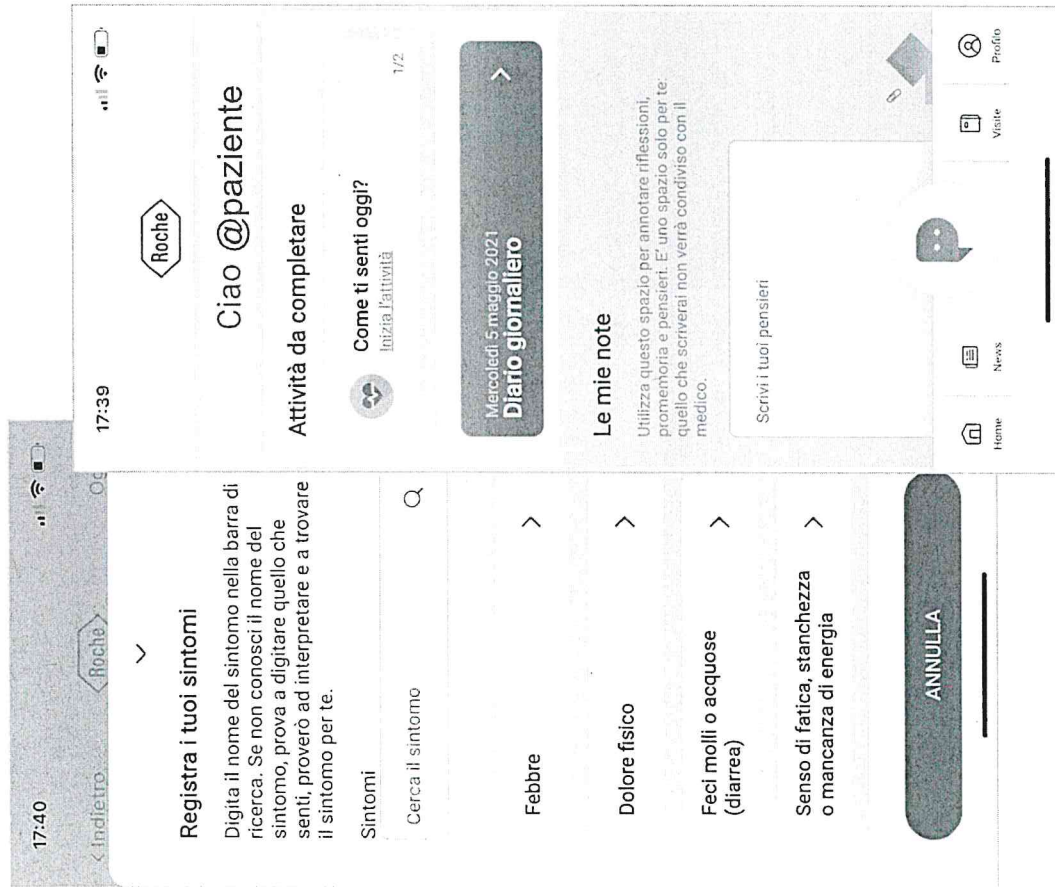 17:40
< Indietro
Roche
Registra i tuoi sintomi
Digita il nome del sintomo nella barra di
ricerca. Se non conosci il nome del
sintomo, prova a digitare quello che
senti, proverò ad interpretare e a trovare
il sintomo per te.
Sintomi
Cerca il sintomo
Febbre
Dolore fisico
Feci molli o acquose
(diarrea)
Senso di fatica, stanchezza
o mancanza di energia
ANNULLA
17:39
Roche
Ciao @paziente
Attività da completare
Come ti senti oggi?
Inizia l'attività
1/2
Mercoledì 5 maggio 2021
Diario giornaliero
Le mie note
Utilizza questo spazio per annotare riflessioni,
promemoria e pensieri. E' uno spazio solo per te:
quello che scriverai non verrà condiviso con il
medico.
Scrivi i tuoi pensieri
Home
News
Visite
Profilo